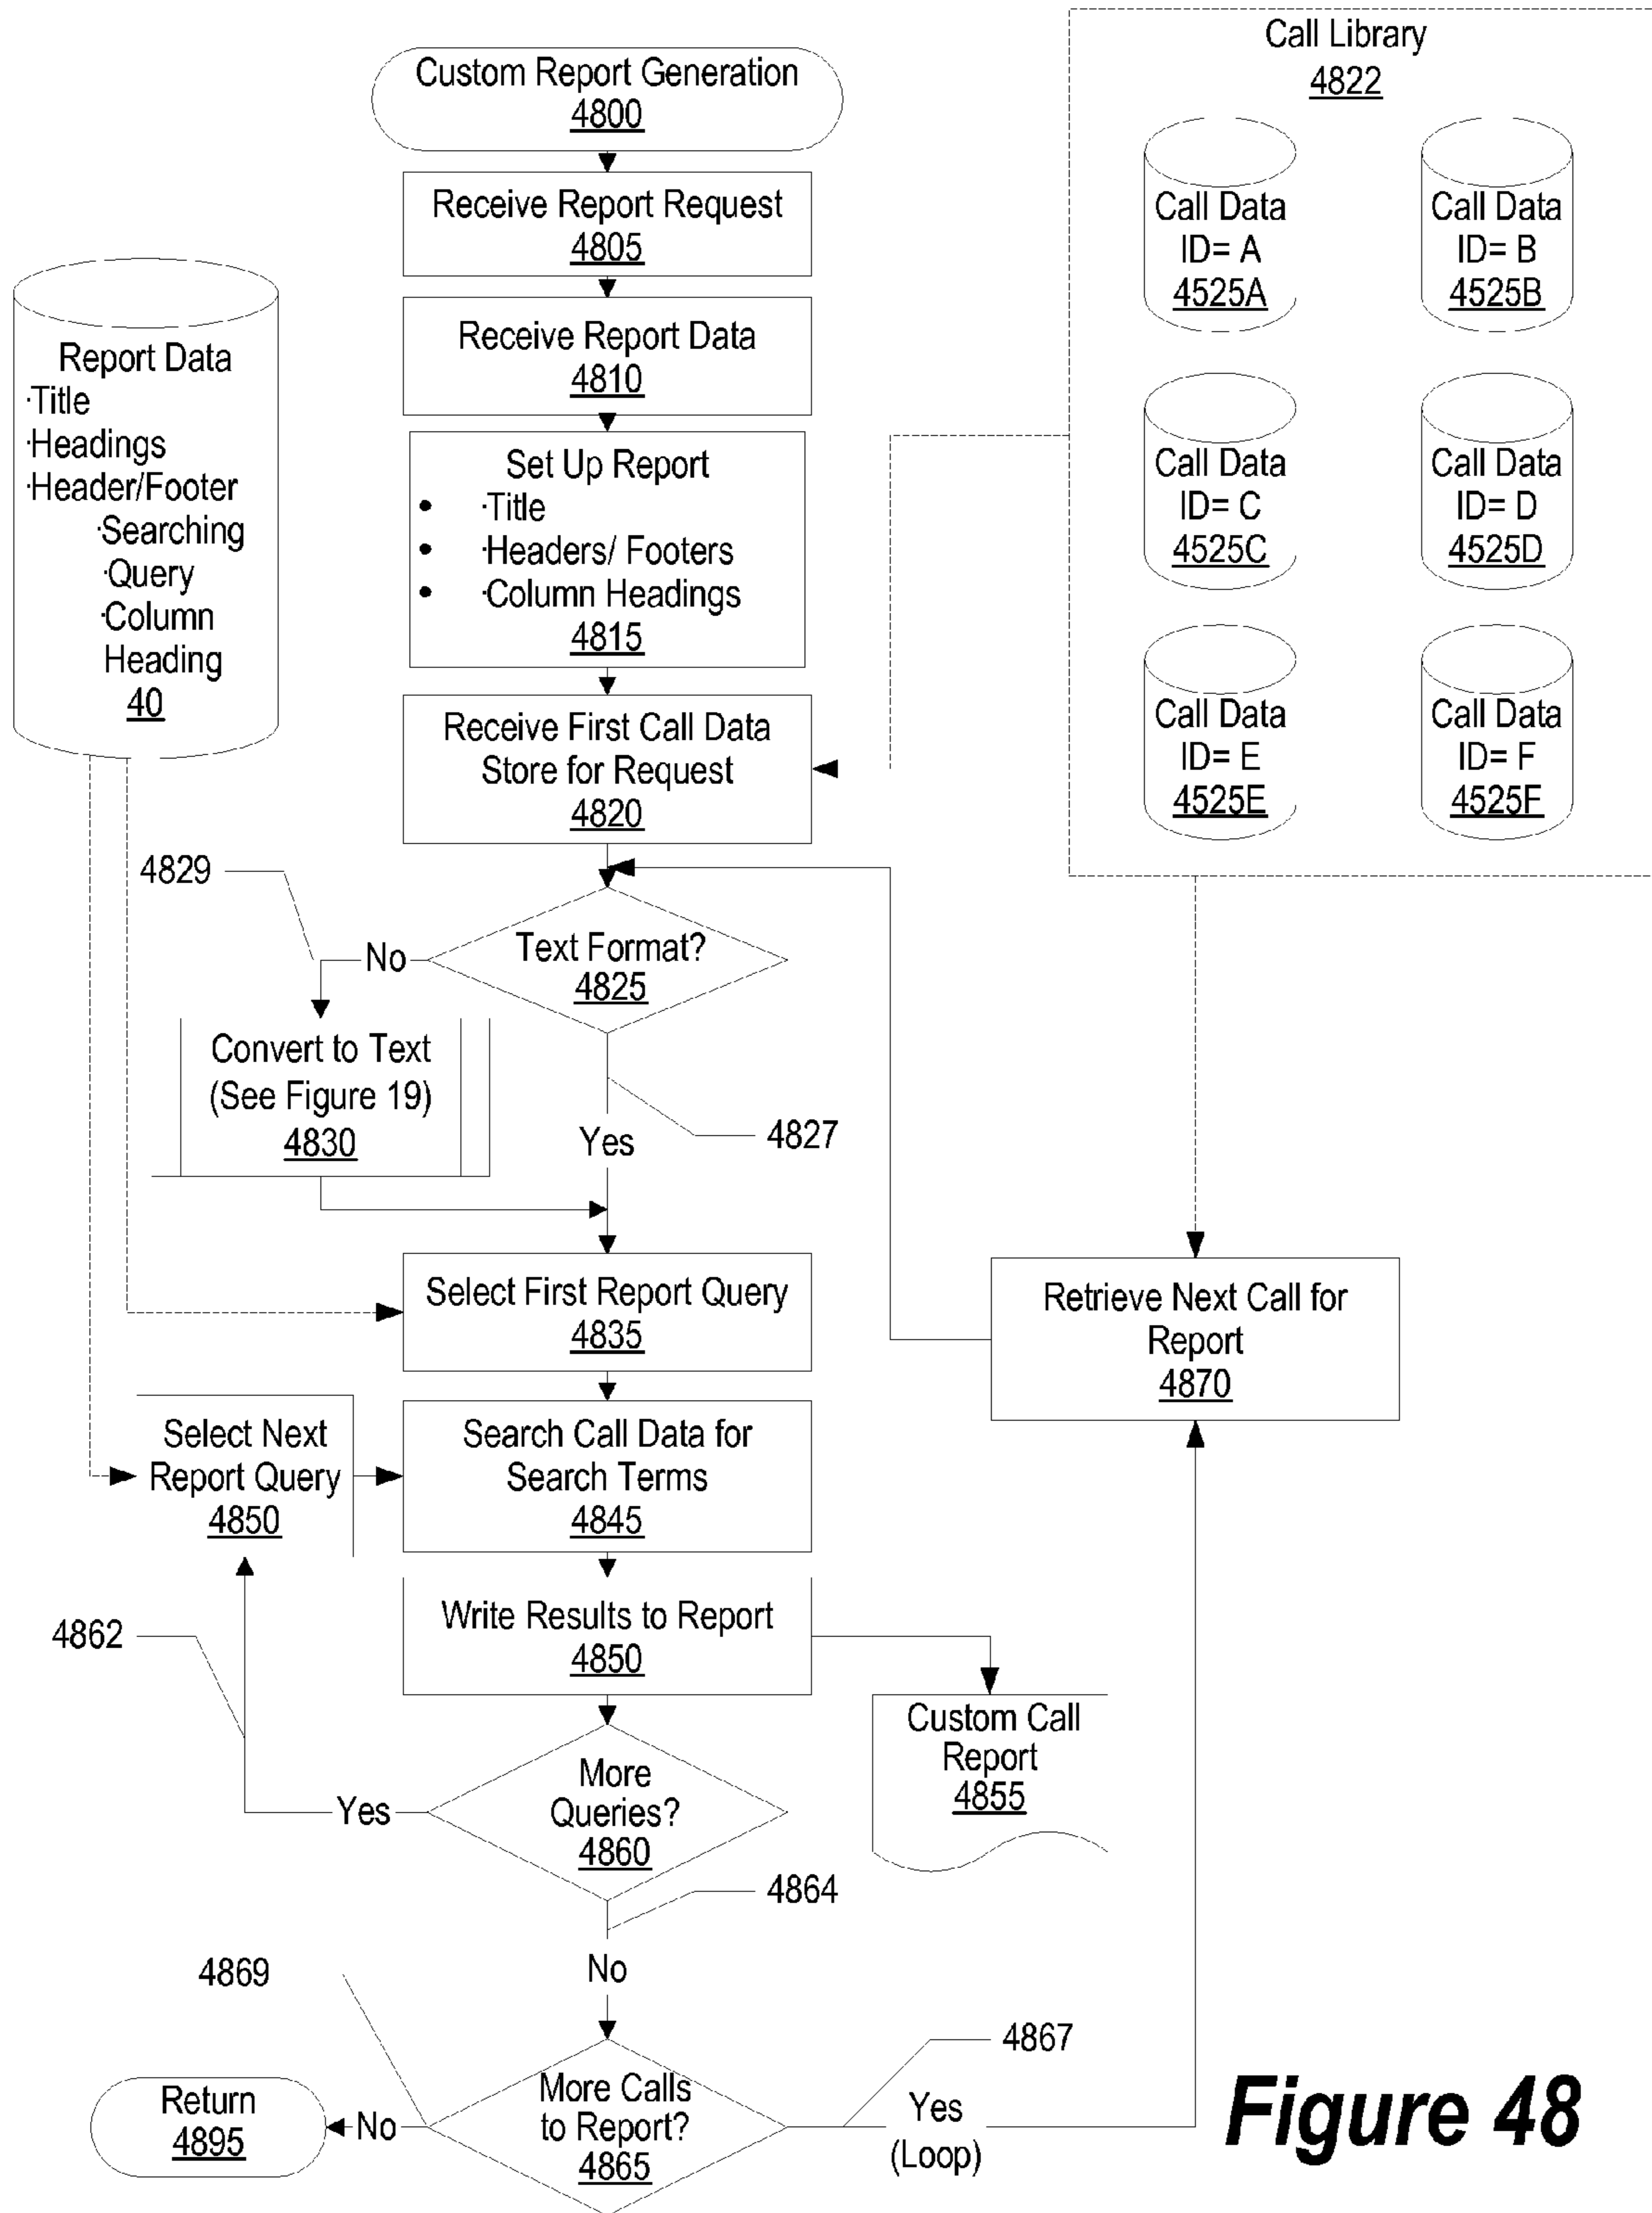 Custom Report Generation
4800
Receive Report Request
4805
Receive Report Data
4810
Set Up Report
• ·Title
• ·Headers/ Footers
• ·Column Headings
4815
Report Data
·Title
·Headings
·Header/Footer
·Searching
·Query
·Column
Heading
40
Call Library
4822
Call Data
ID= A
4525A
Call Data
ID= B
4525B
Call Data
ID= C
4525C
Call Data
ID= D
4525D
Call Data
ID= E
4525E
Call Data
ID= F
4525F
Receive First Call Data
Store for Request
4820
4829
No
Text Format?
4825
Convert to Text
(See Figure 19)
4830
Yes
4827
Select First Report Query
4835
Retrieve Next Call for
Report
4870
Select Next
Report Query
4850
Search Call Data for
Search Terms
4845
4862
Write Results to Report
4850
Custom Call
Report
4855
Yes
More
Queries?
4860
4864
No
4869
4867
Return
4895
No
More Calls
to Report?
4865
Yes
(Loop)
Figure 48